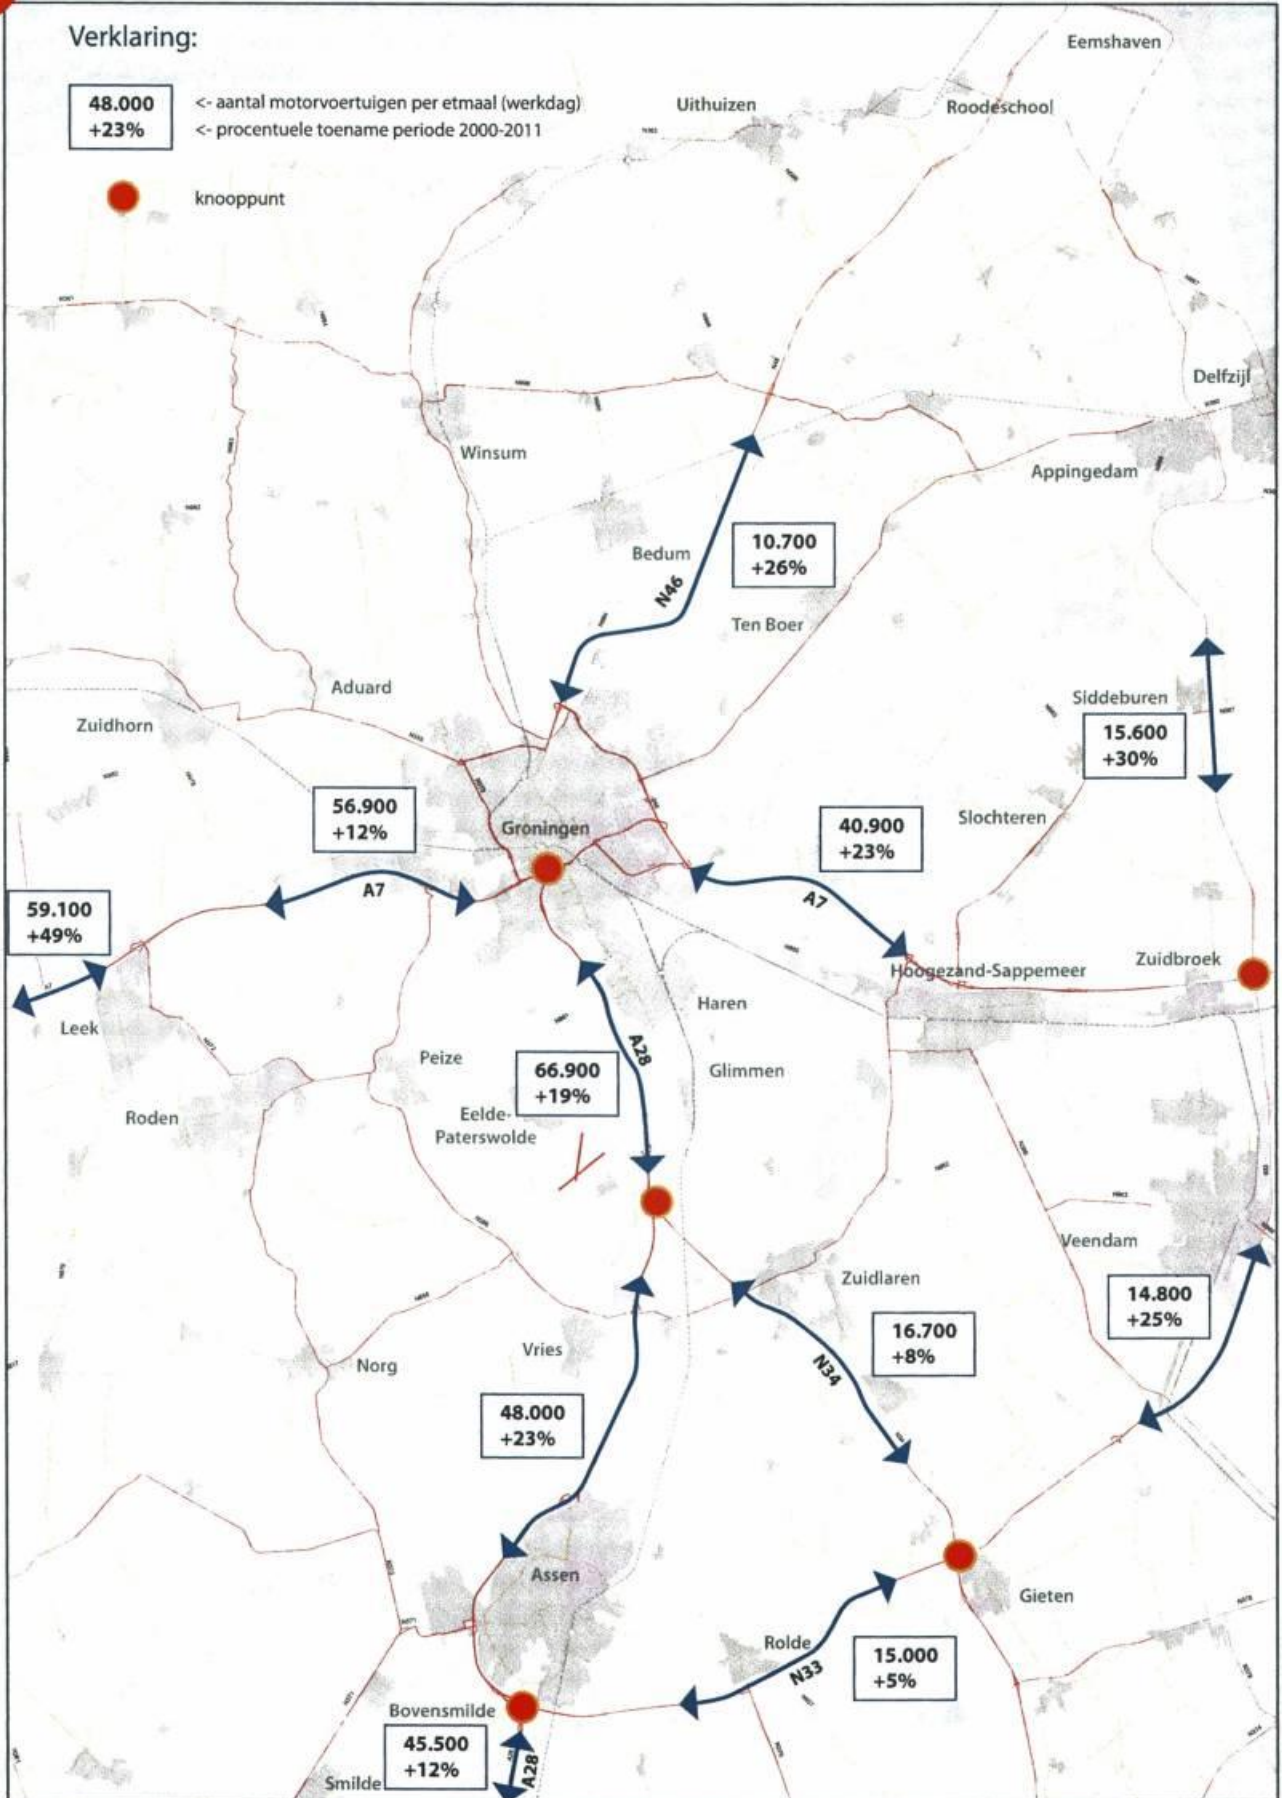 Verklaring:
48.000
+23%
<- aantal motorvoertuigen per etmaal (werkdag)
<- procentuele toename periode 2000-2011
knooppunt
Eemshaven
Uithuizen
Roodeschool
Delfzijl
Winsum
Appingedam
Bedum
N46
10.700
+26%
Ten Boer
Aduard
Zuidhorn
Siddeburen
15.600
+30%
56.900
+12%
Groningen
Slochteren
40.900
+23%
A7
A7
59.100
+49%
Leek
Hoogezand-Sappemeer
Zuidbroek
Haren
A28
Peize
66.900
+19%
Glimmen
Roden
Eelde-
Paterswolde
Veendam
Zuidlaren
14.800
+25%
16.700
+8%
N34
Vries
Norg
48.000
+23%
Assen
Gieten
Rolde
N33
15.000
+5%
Bovensmilde
45.500
+12%
A28
Smilde